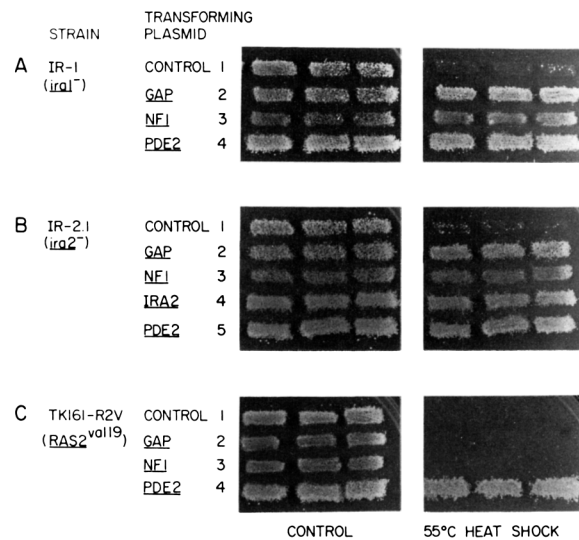 STRAIN
TRANSFORMING
PLASMID
A IR-1
(ira1⁻)
CONTROL 1
GAP 2
NF1 3
PDE2 4
B IR-2.1
(ira2⁻)
CONTROL 1
GAP 2
NF1 3
IRA2 4
PDE2 5
C TK161-R2V
(RAS2val19)
CONTROL 1
GAP 2
NF1 3
PDE2 4
CONTROL
55°C HEAT SHOCK